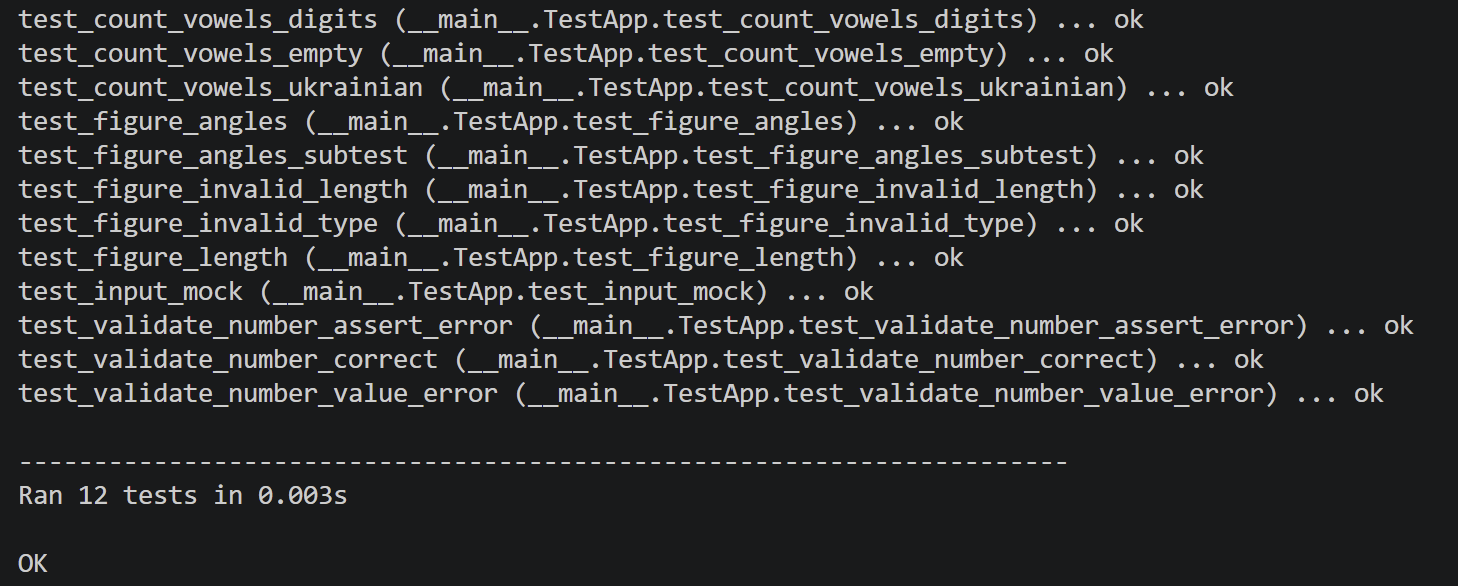 test_count_vowels_digits (__main__.TestApp.test_count_vowels_digits) ... ok
test_count_vowels_empty (__main__.TestApp.test_count_vowels_empty) ... ok
test_count_vowels_ukrainian (__main__.TestApp.test_count_vowels_ukrainian) ... ok
test_figure_angles (__main__.TestApp.test_figure_angles) ... ok
test_figure_angles_subtest (__main__.TestApp.test_figure_angles_subtest) ... ok
test_figure_invalid_length (__main__.TestApp.test_figure_invalid_length) ... ok
test_figure_invalid_type (__main__.TestApp.test_figure_invalid_type) ... ok
test_figure_length (__main__.TestApp.test_figure_length) ... ok
test_input_mock (__main__.TestApp.test_input_mock) ... ok
test_validate_number_assert_error (__main__.TestApp.test_validate_number_assert_error) ... ok
test_validate_number_correct (__main__.TestApp.test_validate_number_correct) ... ok
test_validate_number_value_error (__main__.TestApp.test_validate_number_value_error) ... ok
----------------------------------------------------------------------
Ran 12 tests in 0.003s
OK